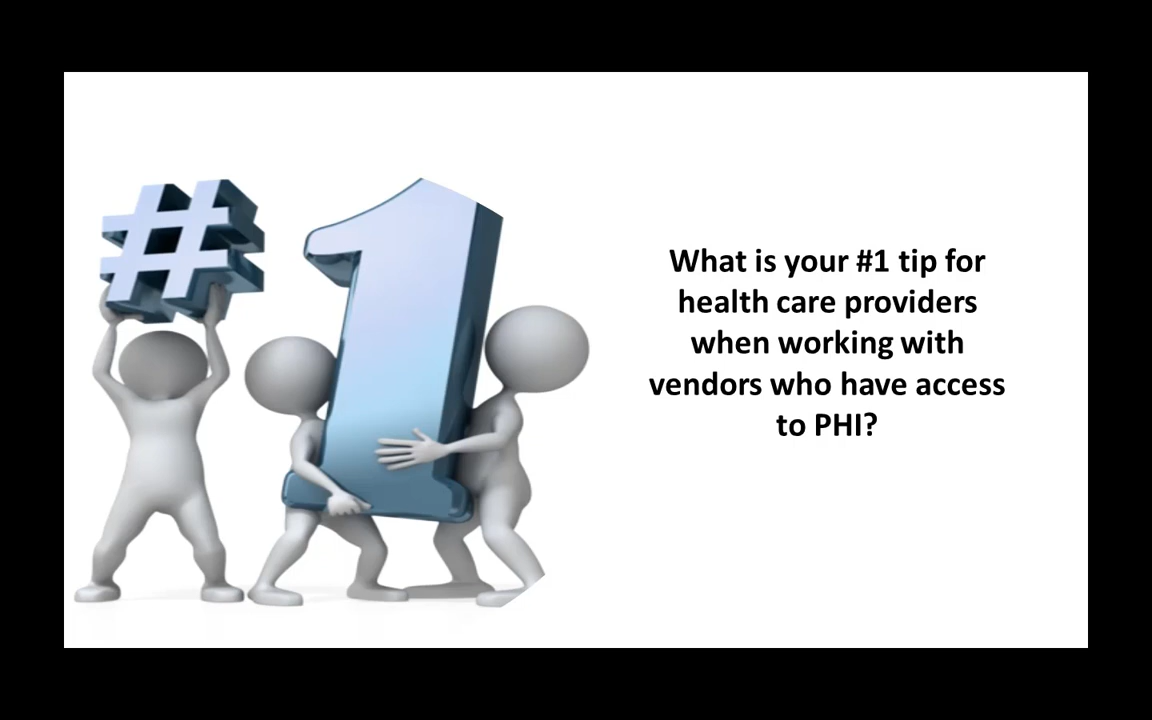 #1
What is your #1 tip for
health care providers
when working with
vendors who have access
to PHI?